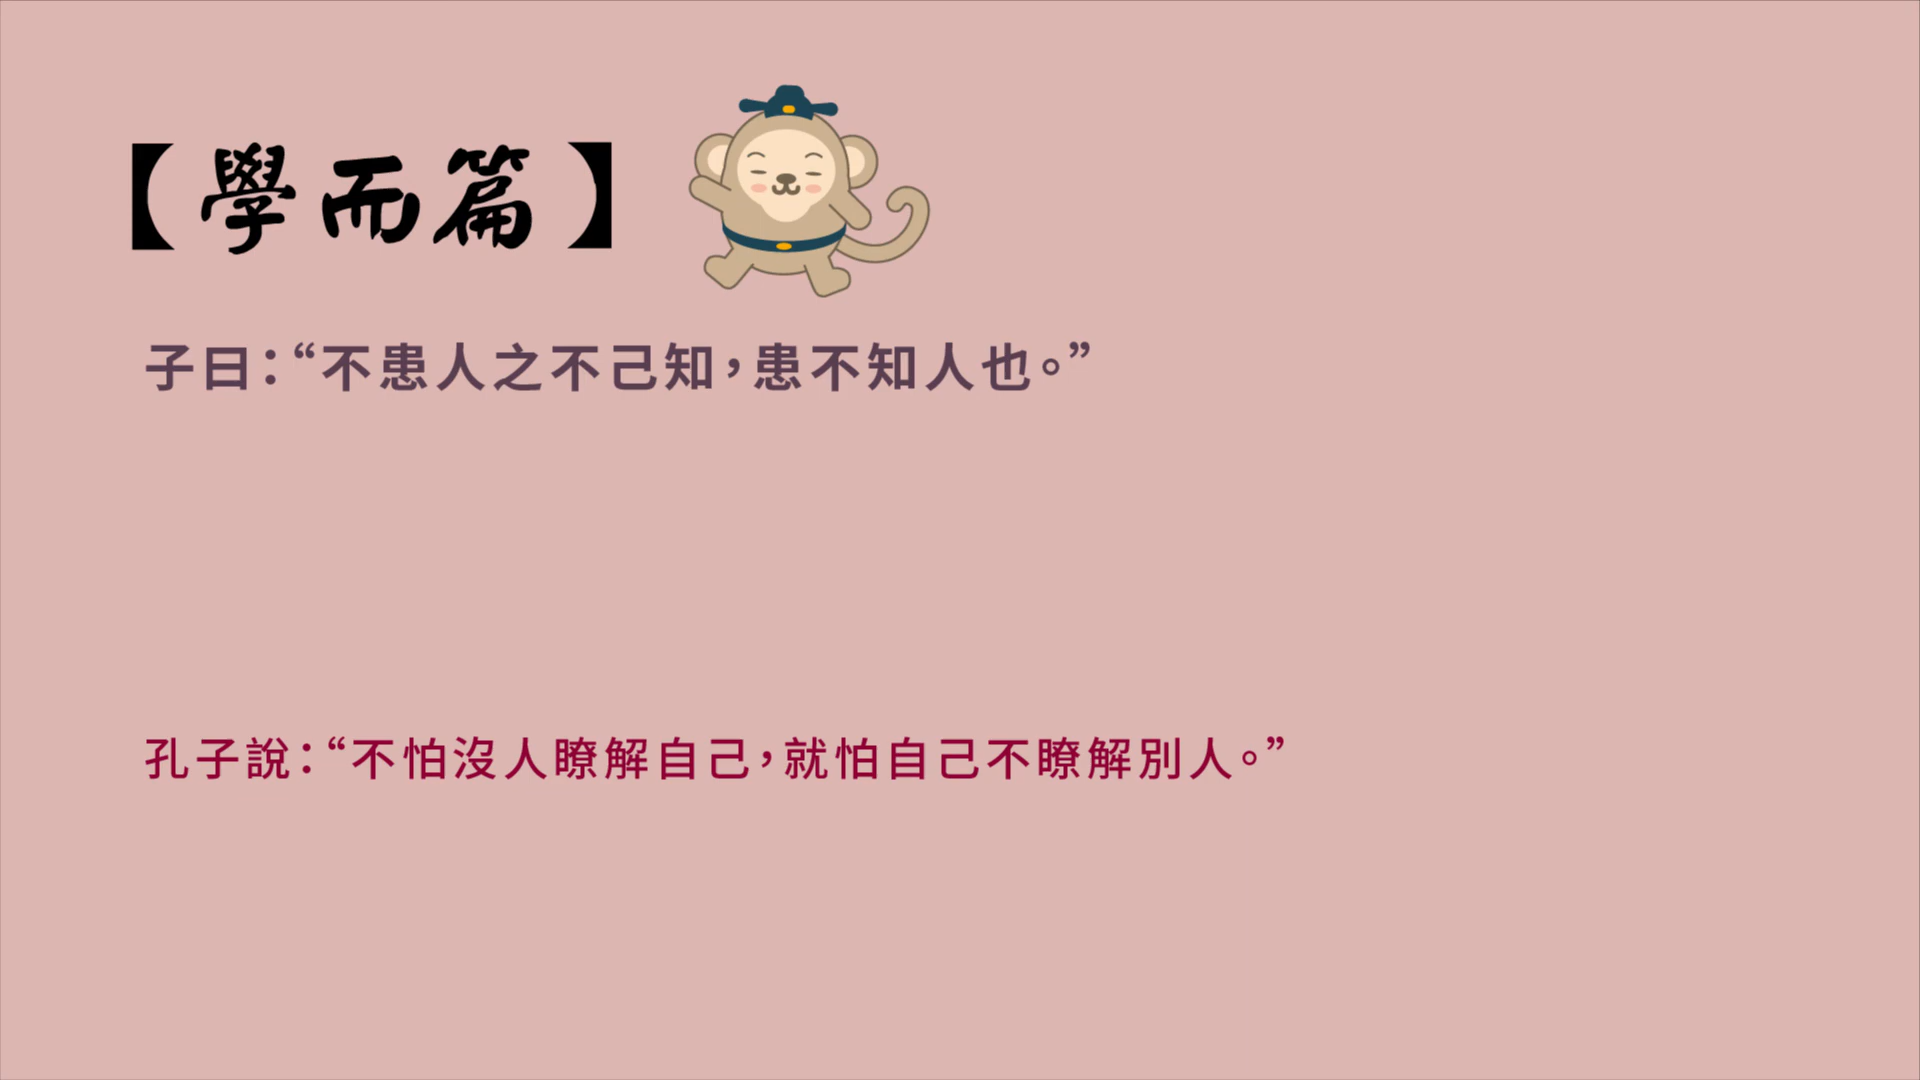 【學而篇】
子曰：“不患人之不己知，患不知人也。”
孔子說：“不怕沒人瞭解自己，就怕自己不瞭解別人。”